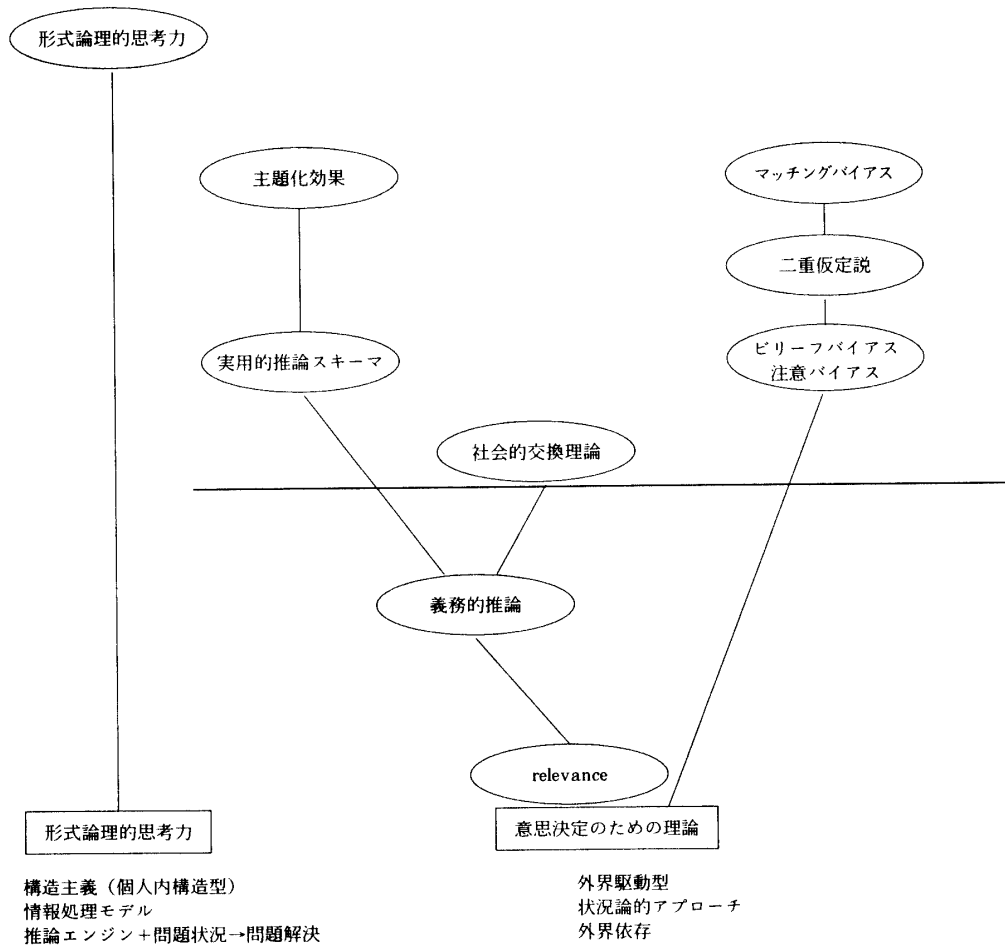 形式論理的思考力
主題化効果
マッチングバイアス
二重仮定説
実用的推論スキーマ
ビリーフバイアス
注意バイアス
社会的交換理論
義務的推論
relevance
形式論理的思考力
意思決定のための理論
構造主義（個人内構造型）
情報処理モデル
推論エンジン＋問題状況→問題解決
外界駆動型
状況論的アプローチ
外界依存